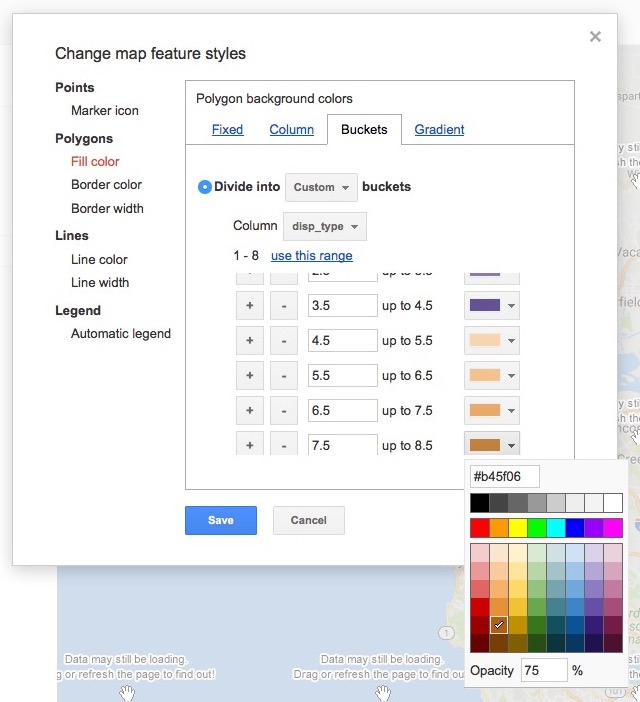 ×
Change map feature styles
Points
Marker icon
Polygons
Fill color
Border color
Border width
Lines
Line color
Line width
Legend
Automatic legend
Polygon background colors
Fixed Column Buckets Gradient
Divide into Custom buckets
Column disp_type
1 - 8 use this range
+ - 3.5 up to 4.5
+ - 4.5 up to 5.5
+ - 5.5 up to 6.5
+ - 6.5 up to 7.5
+ - 7.5 up to 8.5
Save Cancel
#b45f06
Opacity 75 %
1
Data may still be loading.
g or refresh the page to find out!
Data may still be loading.
Drag or refresh the page to find out!